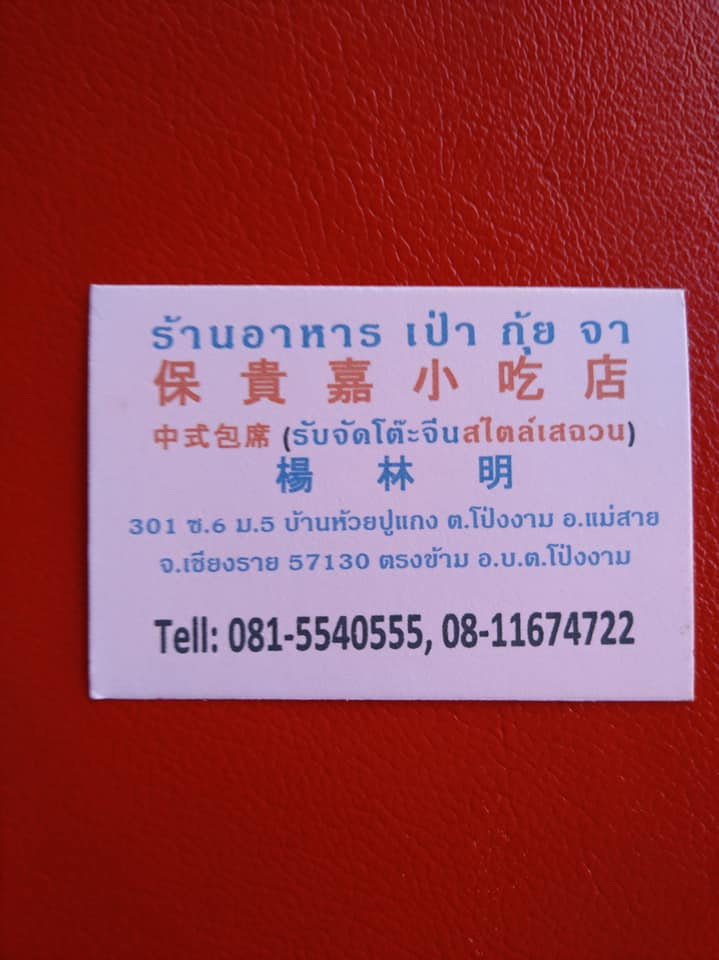 ร้านอาหาร เป่า กุ้ย จา
保貴嘉小吃店
中式包席 (รับจัดโต๊ะจีนสไตล์เสฉวน)
楊林明
301 ซ.6 ม.5 บ้านห้วยปูแกง ต.โป่งงาม อ.แม่สาย
จ.เชียงราย 57130 ตรงข้าม อ.บ.ต.โป่งงาม
Tell: 081-5540555, 08-11674722